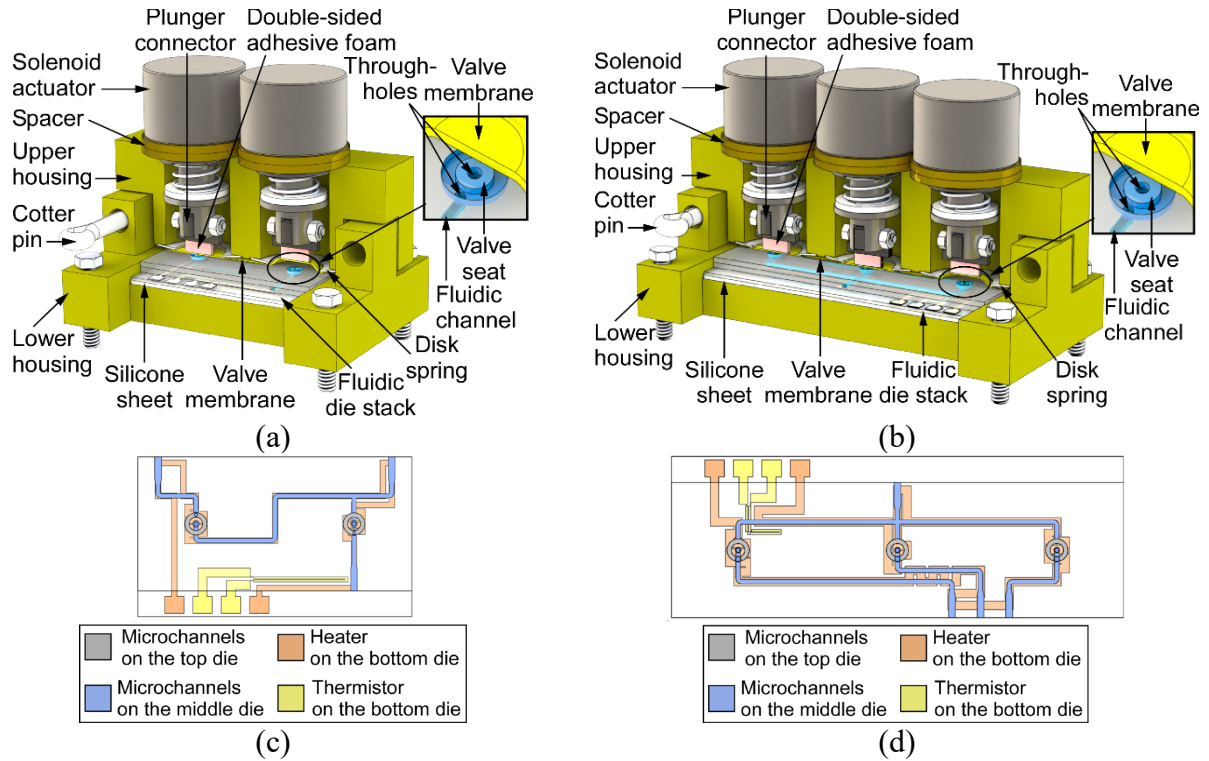 Plunger
connector
Double-sided
adhesive foam
Through-
holes
Valve
membrane
Solenoid
actuator
Spacer
Upper
housing
Cotter
pin
Lower
housing
Silicone
sheet
Valve
membrane
Fluidic
die stack
Disk
spring
Fluidic
channel
Valve
seat
(a)
Plunger
connector
Double-sided
adhesive foam
Through-
holes
Valve
membrane
Solenoid
actuator
Spacer
Upper
housing
Cotter
pin
Lower
housing
Silicone
sheet
Valve
membrane
Fluidic
die stack
Disk
spring
Fluidic
channel
Valve
seat
(b)
Microchannels
on the top die
Heater
on the bottom die
Microchannels
on the middle die
Thermistor
on the bottom die
(c)
Microchannels
on the top die
Heater
on the bottom die
Microchannels
on the middle die
Thermistor
on the bottom die
(d)